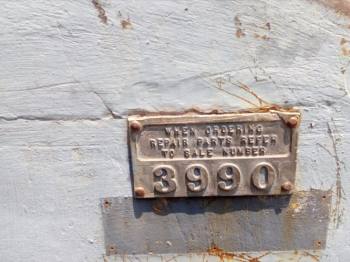 WHEN ORDERING
REPAIR PARTS REFER
TO SALE NUMBER
3990